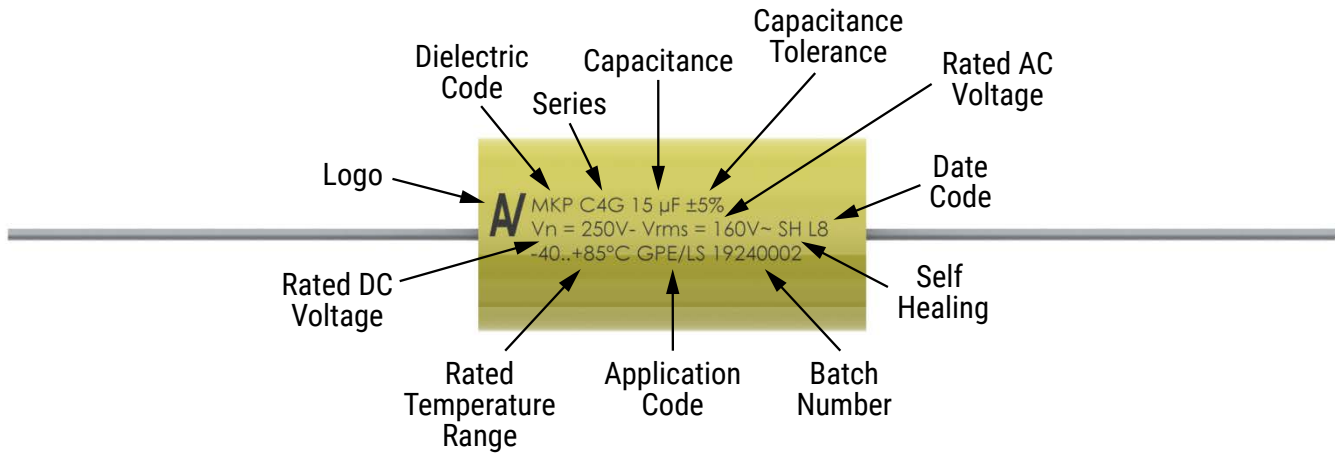 Dielectric
Code
Series
Capacitance
Capacitance
Tolerance
Rated AC
Voltage
Logo
Date
Code
MKP C4G 15 µF ±5%
Vn = 250V- Vrms = 160V~ SH L8
-40..+85°C GPE/LS 19240002
Rated DC
Voltage
Self
Healing
Rated
Temperature
Range
Application
Code
Batch
Number